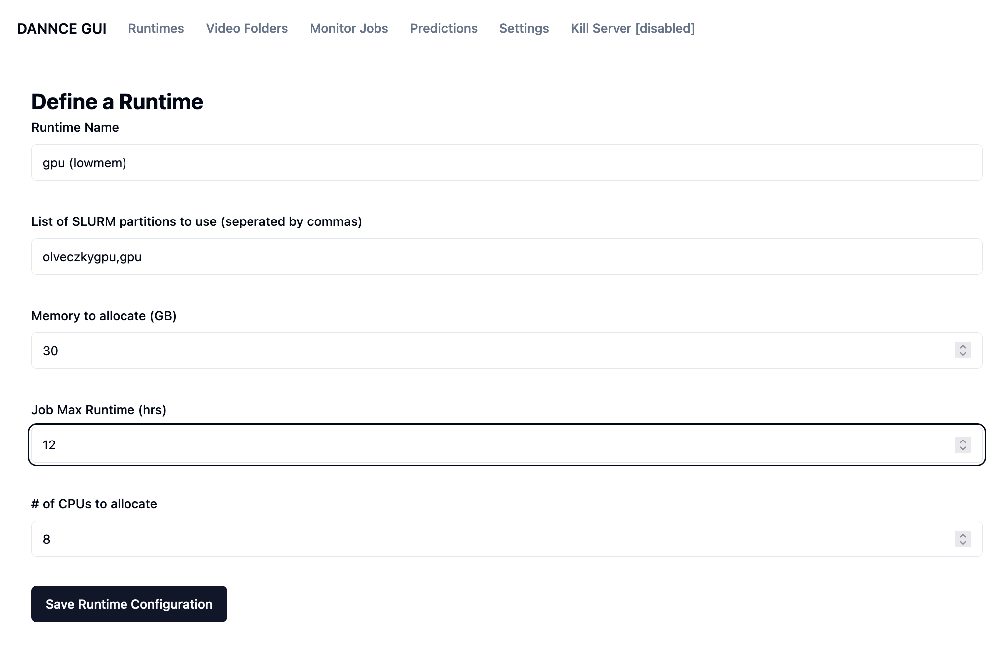 DANNCE GUI Runtimes Video Folders Monitor Jobs Predictions Settings Kill Server [disabled]
Define a Runtime
Runtime Name
gpu (lowmem)
List of SLURM partitions to use (seperated by commas)
olveczkygpu,gpu
Memory to allocate (GB)
30
Job Max Runtime (hrs)
12
# of CPUs to allocate
8
Save Runtime Configuration